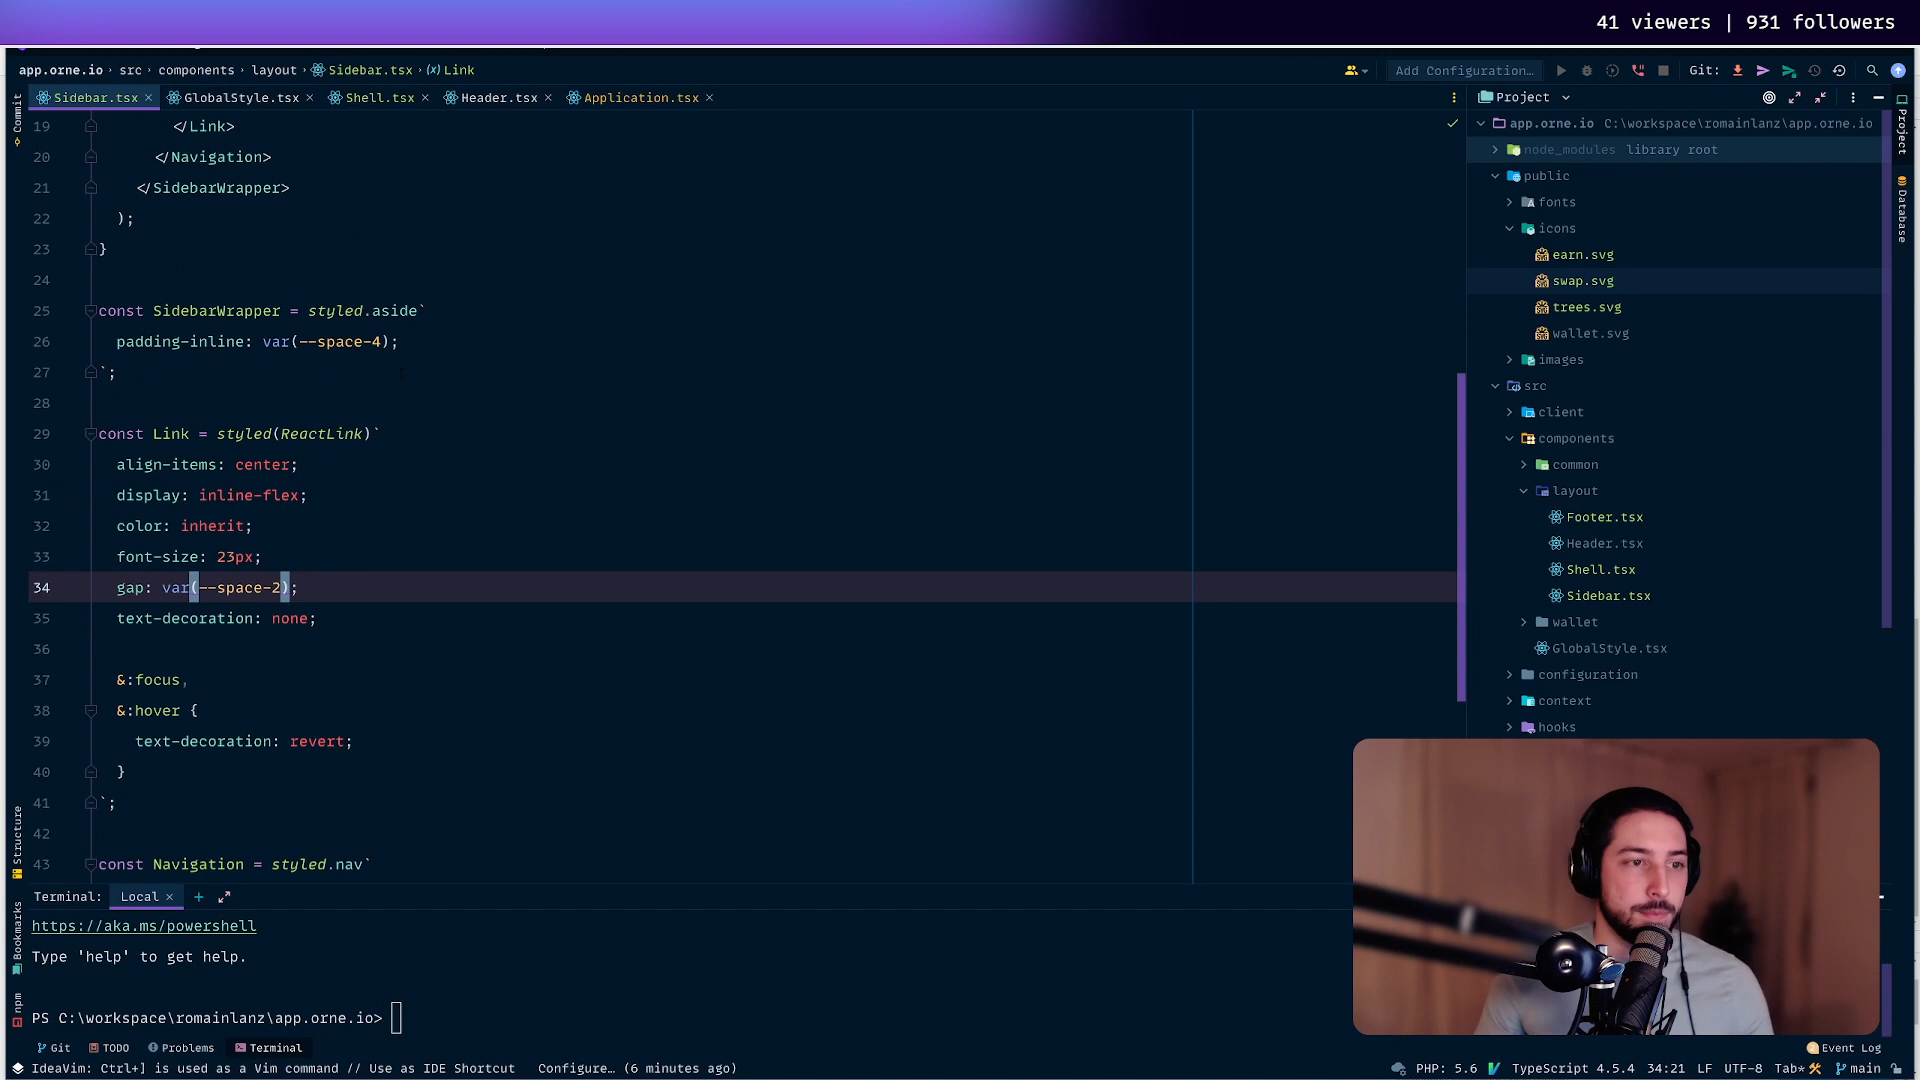 41 viewers | 931 followers
app.orne.io › src › components › layout › Sidebar.tsx › Link
Add Configuration...
Git:
Sidebar.tsx
GlobalStyle.tsx
Shell.tsx
Header.tsx
Application.tsx
Project
Commit
19 </Link>
20 </Navigation>
21 </SidebarWrapper>
22 );
23 }
24
25 const SidebarWrapper = styled.aside`
26 padding-inline: var(--space-4);
27 `;
28
29 const Link = styled(ReactLink)`
30 align-items: center;
31 display: inline-flex;
32 color: inherit;
33 font-size: 23px;
34 gap: var(--space-2);
35 text-decoration: none;
36
37 &:focus,
38 &:hover {
39 text-decoration: revert;
40 }
41 `;
42
43 const Navigation = styled.nav`
app.orne.io C:\workspace\romainlanz\app.orne.io
node_modules library root
public
fonts
icons
earn.svg
swap.svg
trees.svg
wallet.svg
images
src
client
components
common
layout
Footer.tsx
Header.tsx
Shell.tsx
Sidebar.tsx
wallet
GlobalStyle.tsx
configuration
context
hooks
Project
Database
Structure
Bookmarks
npm
Terminal: Local
https://aka.ms/powershell
Type 'help' to get help.
PS C:\workspace\romainlanz\app.orne.io>
Git TODO Problems Terminal
Event Log
IdeaVim: Ctrl+] is used as a Vim command // Use as IDE Shortcut Configure... (6 minutes ago)
PHP: 5.6 TypeScript 4.5.4 34:21 LF UTF-8 Tab* main